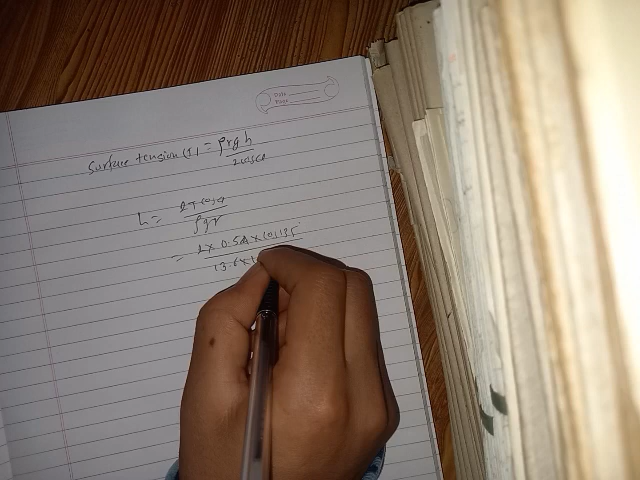 Date
Page
Surface tension (T) = ρrgh / 2cosθ
h = 2Tcosθ / ρgr
= 2 × 0.54 × cos135 / 13.6 ×